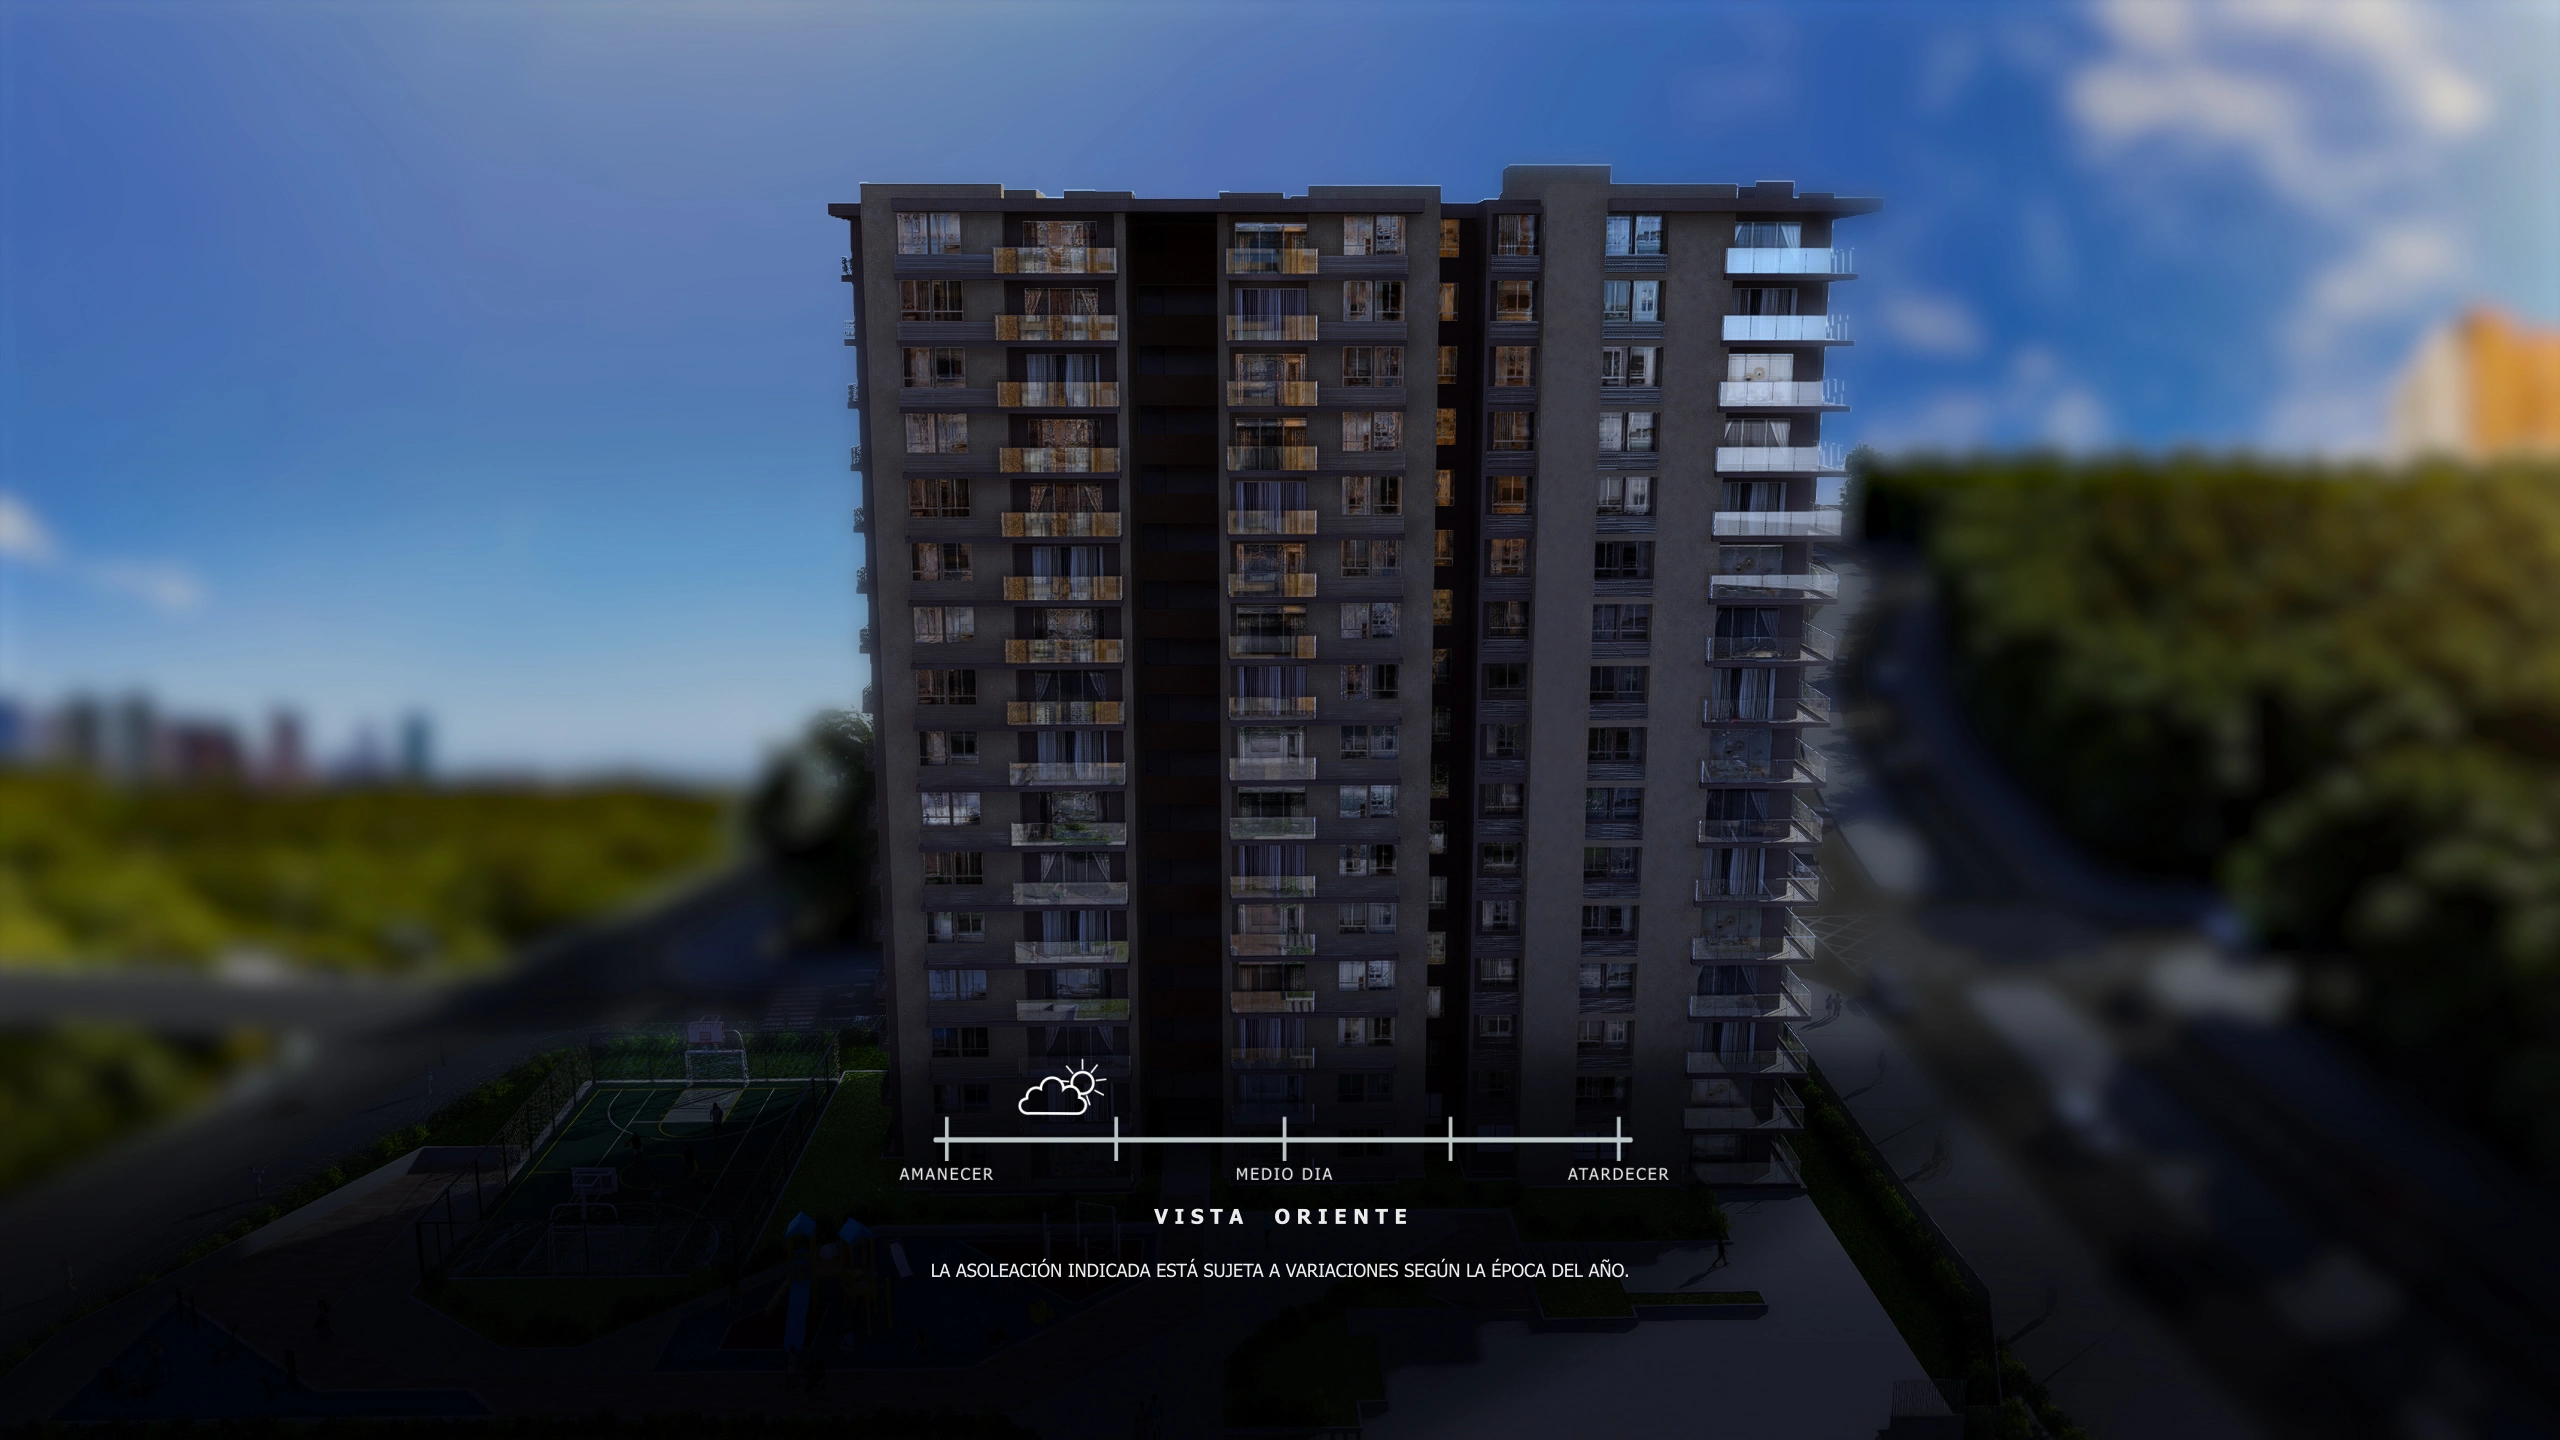 AMANECER MEDIO DIA ATARDECER
VISTA ORIENTE
LA ASOLEACIÓN INDICADA ESTÁ SUJETA A VARIACIONES SEGÚN LA ÉPOCA DEL AÑO.